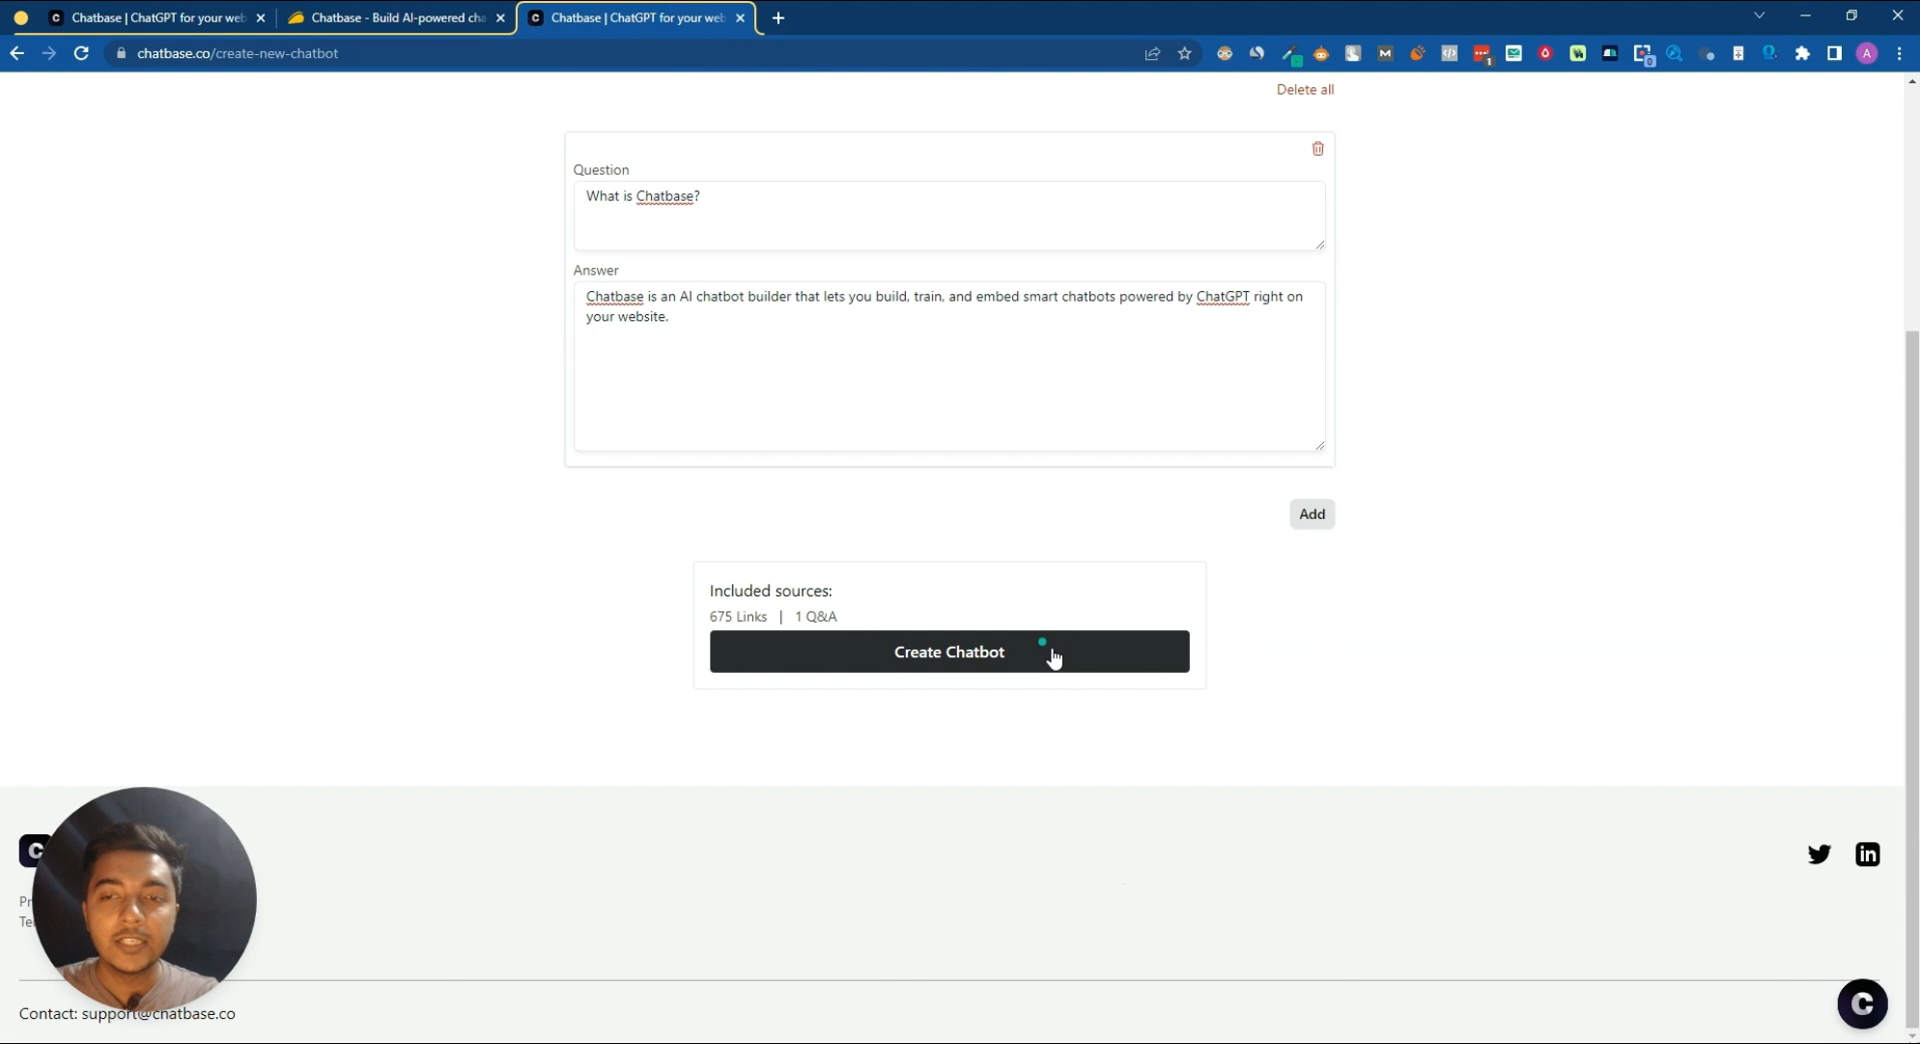 Chatbase | ChatGPT for your web
Chatbase - Build AI-powered cha
Chatbase | ChatGPT for your web
chatbase.co/create-new-chatbot
Delete all
Question
What is Chatbase?
Answer
Chatbase is an AI chatbot builder that lets you build, train, and embed smart chatbots powered by ChatGPT right on
your website.
Add
Included sources:
675 Links | 1 Q&A
Create Chatbot
Contact: support@chatbase.co